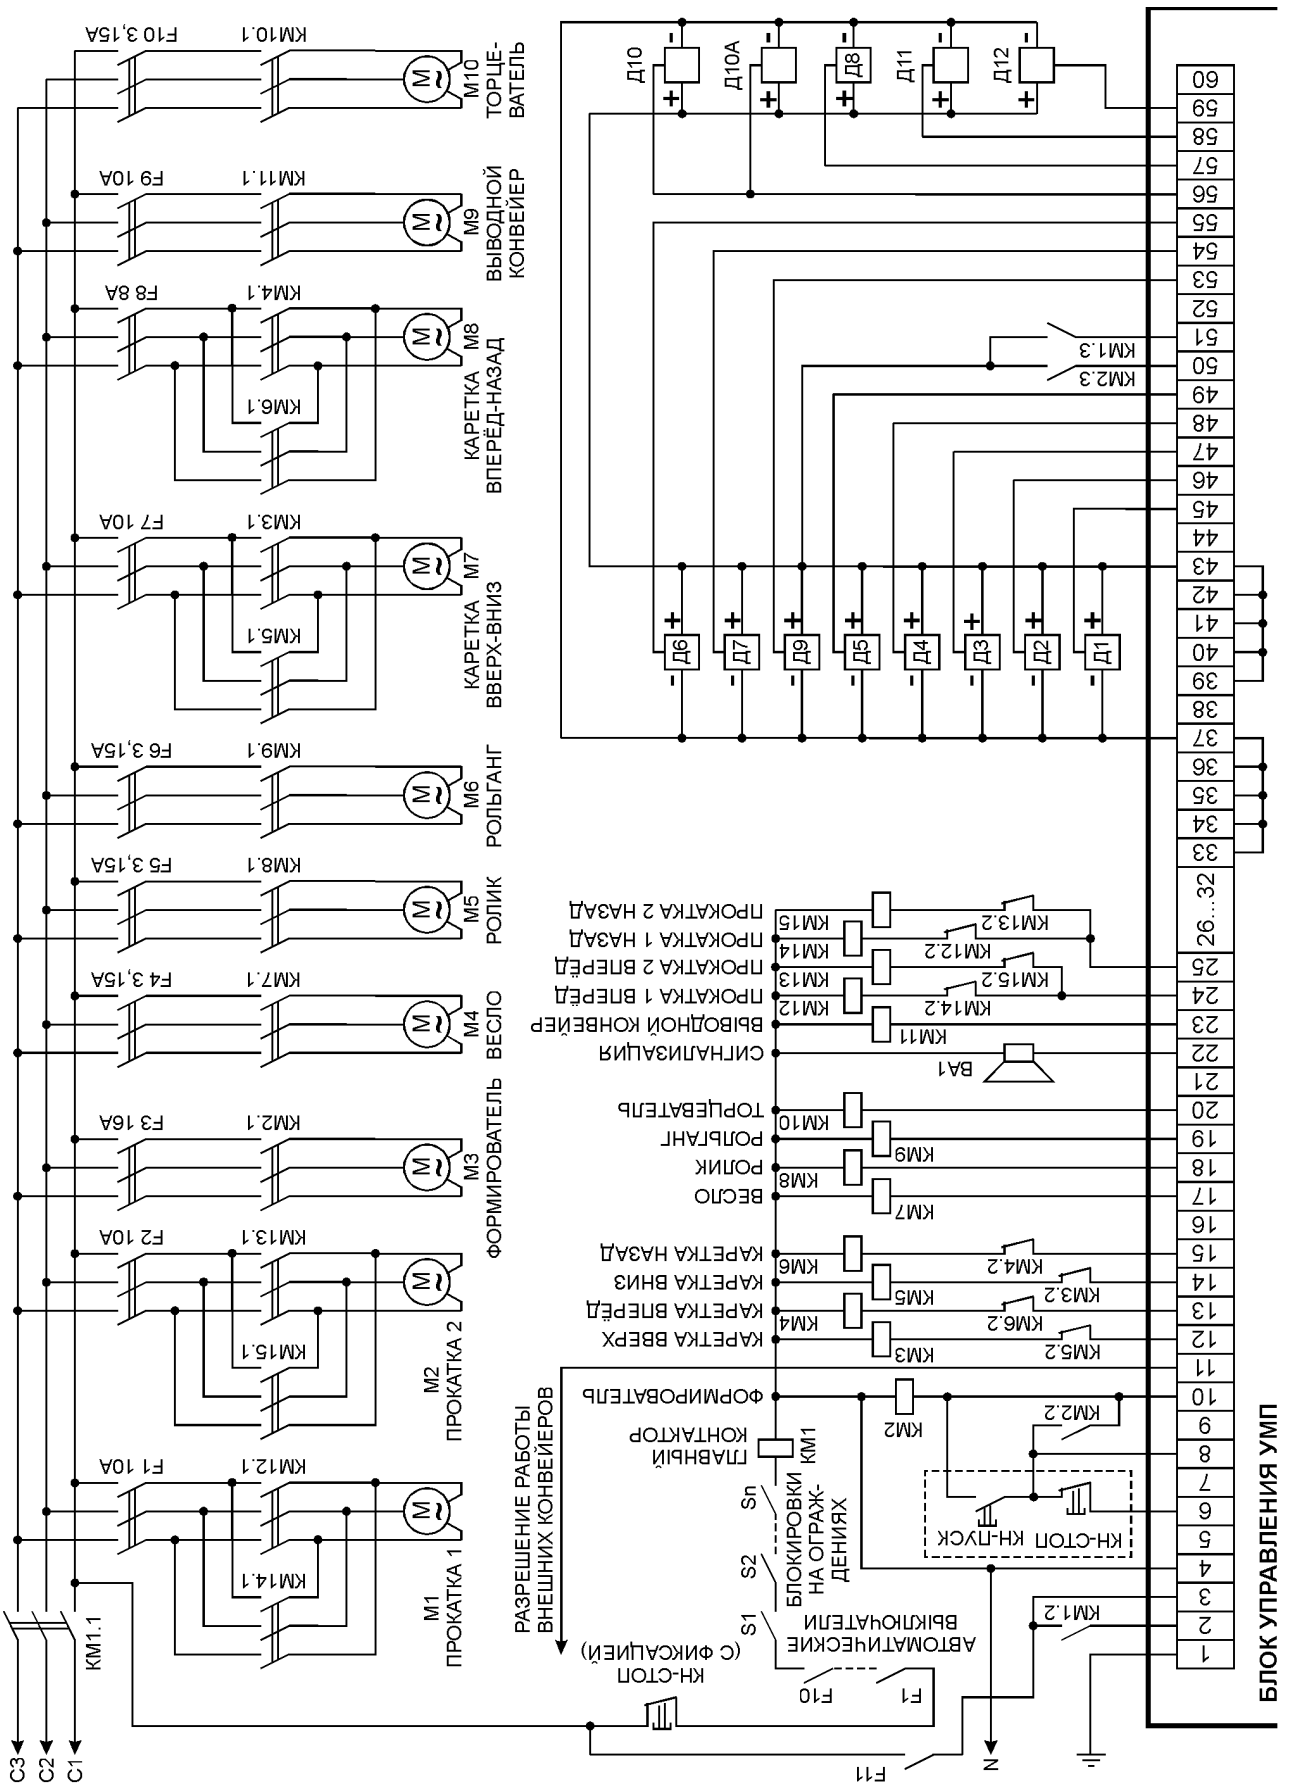 C3
C2
C1
KM1.1
F1 10A
KM12.1
KM14.1
M
~
M1
ПРОКАТКА 1
F2 10A
KM13.1
KM15.1
M
~
M2
ПРОКАТКА 2
F3 16A
KM2.1
M
~
M3
ФОРМИРОВАТЕЛЬ
F4 3,15A
KM7.1
M
~
M4
ВЕСЛО
F5 3,15A
KM8.1
M
~
M5
РОЛИК
F6 3,15A
KM9.1
M
~
M6
РОЛЬГАНГ
F7 10A
KM3.1
KM5.1
M
~
M7
КАРЕТКА
ВВЕРХ-ВНИЗ
F8 8A
KM4.1
KM6.1
M
~
M8
КАРЕТКА
ВПЕРЁД-НАЗАД
F9 10A
KM11.1
M
~
M9
ВЫВОДНОЙ
КОНВЕЙЕР
F10 3,15A
KM10.1
M
~
M10
ТОРЦЕ-
ВАТЕЛЬ
РАЗРЕШЕНИЕ РАБОТЫ
ВНЕШНИХ КОНВЕЙЕРОВ
КН-СТОП
(С ФИКСАЦИЕЙ)
F11
N
F1
F10
АВТОМАТИЧЕСКИЕ
ВЫКЛЮЧАТЕЛИ
S1
S2
Sn
БЛОКИРОВКИ
НА ОГРАЖ-
ДЕНИЯХ
ГЛАВНЫЙ
КОНТАКТОР
KM1
ФОРМИРОВАТЕЛЬ
KM2
KM2.2
КН-ПУСК
КН-СТОП
KM1.2
КАРЕТКА ВВЕРХ
KM3
KM5.2
КАРЕТКА ВПЕРЁД
KM4
KM6.2
КАРЕТКА ВНИЗ
KM5
KM3.2
КАРЕТКА НАЗАД
KM6
KM4.2
ВЕСЛО
KM7
РОЛИК
KM8
РОЛЬГАНГ
KM9
ТОРЦЕВАТЕЛЬ
KM10
СИГНАЛИЗАЦИЯ
BA1
ВЫВОДНОЙ КОНВЕЙЕР
KM11
ПРОКАТКА 1 ВПЕРЁД
KM12
KM14.2
ПРОКАТКА 2 ВПЕРЁД
KM13
KM15.2
ПРОКАТКА 1 НАЗАД
KM14
KM12.2
ПРОКАТКА 2 НАЗАД
KM15
KM13.2
- Д6 +
- Д7 +
- Д9 +
- Д5 +
- Д4 +
- Д3 +
- Д2 +
- Д1 +
Д10 + -
Д10А + -
Д8 + -
Д11 + -
Д12 + -
KM2.3
KM1.3
1
2
3
4
5
6
7
8
9
10
11
12
13
14
15
16
17
18
19
20
21
22
23
24
25
26...32
33
34
35
36
37
38
39
40
41
42
43
44
45
46
47
48
49
50
51
52
53
54
55
56
57
58
59
60
БЛОК УПРАВЛЕНИЯ УМП